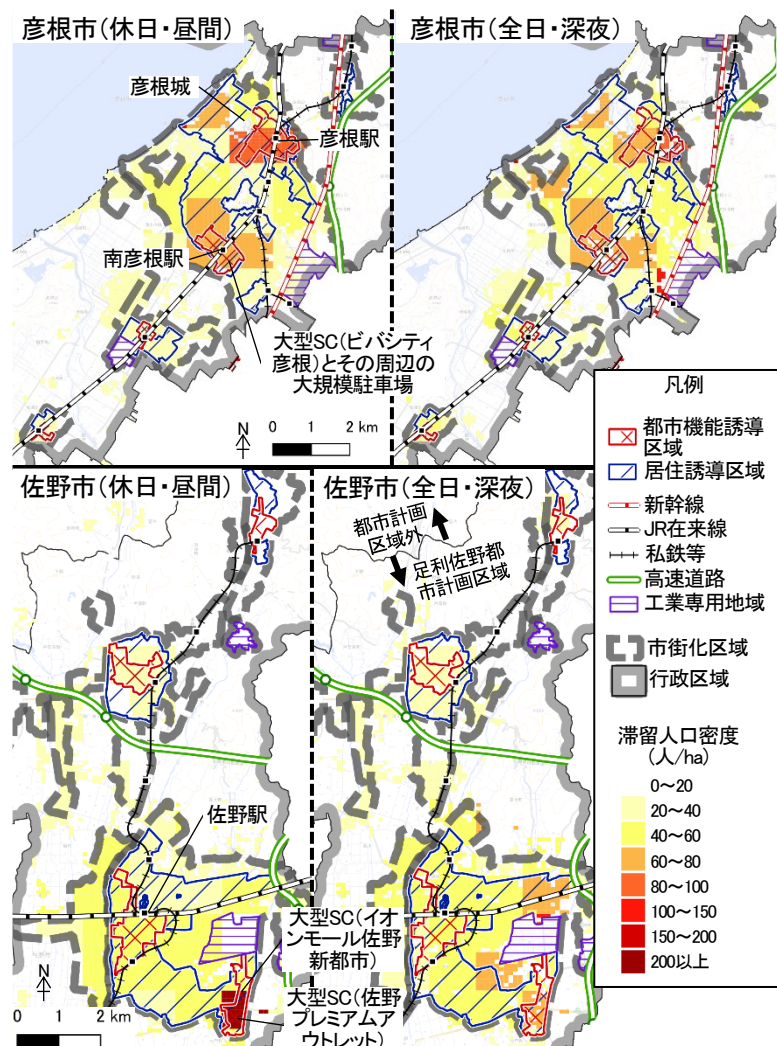 彦根市(休日・昼間)
彦根城
彦根駅
南彦根駅
大型SC(ビバシティ
彦根)とその周辺の
大規模駐車場
N
0 1 2 km
彦根市(全日・深夜)
佐野市(休日・昼間)
佐野駅
大型SC(イオ
ンモール佐野
新都市)
大型SC(佐野
プレミアムア
ウトレット)
N
0 1 2 km
佐野市(全日・深夜)
都市計画
区域外
足利佐野都
市計画区域
凡例
都市機能誘導
区域
居住誘導区域
新幹線
JR在来線
私鉄等
高速道路
工業専用地域
市街化区域
行政区域
滞留人口密度
(人/ha)
0~20
20~40
40~60
60~80
80~100
100~150
150~200
200以上